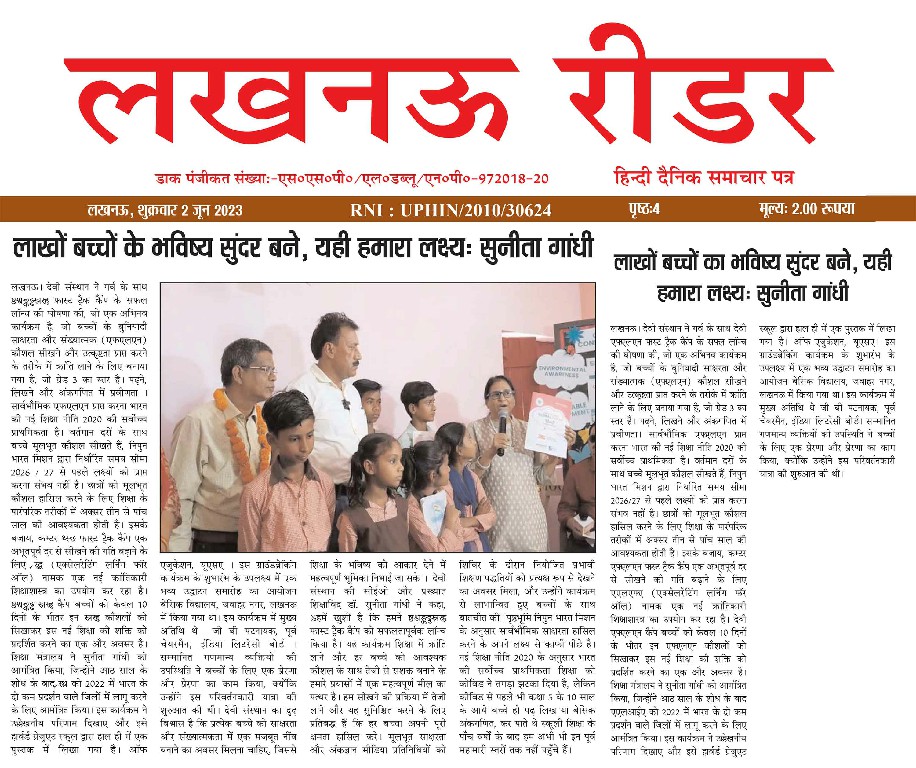 लखनऊ रीडर
डाक पंजीकत संख्याः-एस०एस०पी०/एल०डब्लू/एन०पी०-972018-20
हिन्दी दैनिक समाचार पत्र
लखनऊ, शुक्रवार 2 जून 2023 RNI : UPHIN/2010/30624 पृष्ठः4 मूल्यः 2.00 रूपया
लाखों बच्चों के भविष्य सुंदर बने, यही हमारा लक्ष्यः सुनीता गांधी
लखनऊ। देवी संस्थान ने गर्व के साथ
फास्ट ट्रैक कैंप के सफल
लॉन्च की घोषणा की, जो एक अभिनव
कार्यक्रम है, जो बच्चों के बुनियादी
साक्षरता और संख्यात्मक (एफएलएन)
कौशल सीखने और उत्कृष्टता प्राप्त करने
के तरीके में क्रांति लाने के लिए बनाया
गया है, जो ग्रेड 3 का स्तर है। पढ़ने,
लिखने और अंकगणित में प्रवीणता ।
सार्वभौमिक एफएलएन प्राप्त करना भारत
की नई शिक्षा नीति 2020 की सर्वोच्च
प्राथमिकता है। वर्तमान दरों के साथ
बच्चे मूलभूत कौशल सीखते हैं, निपुन
भारत मिशन द्वारा निर्धारित समय सीमा
2026 / 27 से पहले लक्ष्यों को प्राप्त
करना संभव नहीं है। छात्रों को मूलभूत
कौशल हासिल करने के लिए शिक्षा के
पारंपरिक तरीकों में अक्सर तीन से पांच
साल की आवश्यकता होती है। इसके
बजाय, फास्ट ट्रैक कैंप एक
अभूतपूर्व दर से सीखने की गति बढ़ाने के
लिए (एक्सेलेरेटिंग लर्निंग फॉर
ऑल) नामक एक नई क्रांतिकारी
शिक्षाशास्त्र का उपयोग कर रहा है।
कैंप बच्चों को केवल 10
दिनों के भीतर इन कौशलों को
सिखाकर इस नई शिक्षा की शक्ति को
प्रदर्शित करने का एक और अवसर है।
शिक्षा मंत्रालय ने सुनीता गांधी को
आमंत्रित किया, जिन्होंने आठ साल के
शोध के बाद को 2022 में भारत के
दो कम प्रदर्शन वाले जिलों में लागू करने
के लिए आमंत्रित किया। इस कार्यक्रम ने
उल्लेखनीय परिणाम दिखाए और इसे
हार्वर्ड ग्रेजुएट स्कूल द्वारा हाल ही में एक
पुस्तक में लिखा गया है। ऑफ
एजुकेशन, यूएसए । इस ग्राउंडब्रेकिंग
कार्यक्रम के शुभारंभ के उपलक्ष्य में एक
भव्य उद्घाटन समारोह का आयोजन
बेसिक विद्यालय, जवाहर नगर, लखनऊ
में किया गया था। इस कार्यक्रम में मुख्य
अतिथि थे जी बी पटनायक, पूर्व
चेयरमैन, इंडिया लिटरेसी बोर्ड ।
सम्मानित गणमान्य व्यक्तियों की
उपस्थिति ने बच्चों के लिए एक प्रेरणा
और प्रेरणा का काम किया, क्योंकि
उन्होंने इस परिवर्तनकारी यात्रा की
शुरुआत की थी। देवी संस्थान का दृढ़
विश्वास है कि प्रत्येक बच्चे को साक्षरता
और संख्यात्मकता में एक मजबूत नींव
बनाने का अवसर मिलना चाहिए, जिससे
शिक्षा के भविष्य को आकार देने में
महत्वपूर्ण भूमिका निभाई जा सके । देवी
संस्थान की सीईओ और प्रख्यात
शिक्षाविद डॉ. सुनीता गांधी ने कहा,
हमें खुशी है कि हमने
फास्ट ट्रैक कैंप को सफलतापूर्वक लॉन्च
किया है। यह कार्यक्रम शिक्षा में क्रांति
लाने और हर बच्चे को आवश्यक
कौशल के साथ तेजी से सशक्त बनाने के
हमारे प्रयासों में एक महत्वपूर्ण मील का
पत्थर है। हम सीखने की प्रक्रिया में तेजी
लाने और यह सुनिश्चित करने के लिए
प्रतिबद्ध हैं कि हर बच्चा अपनी पूरी
क्षमता हासिल करे। मूलभूत साक्षरता
और अंकज्ञान मीडिया प्रतिनिधियों को
शिविर के दौरान नियोजित प्रभावी
शिक्षण पद्धतियों को प्रत्यक्ष रूप से देखने
का अवसर मिला, और उन्होंने कार्यक्रम
से लाभान्वित हुए बच्चों के साथ
बातचीत की। पृष्ठभूमि निपुन भारत मिशन
के अनुसार सार्वभौमिक साक्षरता हासिल
करने के अपने लक्ष्य से काफी पीछे है।
नई शिक्षा नीति 2020 के अनुसार भारत
की सर्वोच्च प्राथमिकता शिक्षा को
कोविड ने तगड़ा झटका दिया है, लेकिन
कोविड से पहले भी कक्षा 5 के 10 साल
के आधे बच्चे ही पढ़ लिख या बेसिक
अंकगणित, कर पाते थे स्कूली शिक्षा के
पाँच वर्षों के बाद हम अभी भी इन पूर्व
महामारी स्तरों तक नहीं पहुँचे हैं।
ENVIRONMENTAL
AWARENESS
लाखों बच्चों का भविष्य सुंदर बने, यही
हमारा लक्ष्यः सुनीता गांधी
लखनऊ। देवी संस्थान ने गर्व के साथ देवी
एफएलएन फास्ट ट्रैक कैंप के सफल लॉन्च
की घोषणा की, जो एक अभिनव कार्यक्रम
है, जो बच्चों के बुनियादी साक्षरता और
संख्यात्मक (एफएलएन) कौशल सीखने
और उत्कृष्टता प्राप्त करने के तरीके में क्रांति
लाने के लिए बनाया गया है, जो ग्रेड 3 का
स्तर है। पढ़ने, लिखने और अंकगणित में
प्रवीणता। सार्वभौमिक एफएलएन प्राप्त
करना भारत की नई शिक्षा नीति 2020 की
सर्वोच्च प्राथमिकता है। वर्तमान दरों के
साथ बच्चे मूलभूत कौशल सीखते हैं, निपुन
भारत मिशन द्वारा निर्धारित समय सीमा
2026/27 से पहले लक्ष्यों को प्राप्त करना
संभव नहीं है। छात्रों को मूलभूत कौशल
हासिल करने के लिए शिक्षा के पारंपरिक
तरीकों में अक्सर तीन से पांच साल की
आवश्यकता होती है। इसके बजाय,
एफएलएन फास्ट ट्रैक कैंप एक अभूतपूर्व दर
से सीखने की गति बढ़ाने के लिए
एएलएफए (एक्सेलेरेटिंग लर्निंग फॉर
ऑल) नामक एक नई क्रांतिकारी
शिक्षाशास्त्र का उपयोग कर रहा है। देवी
एफएलएन कैंप बच्चों को केवल 10 दिनों
के भीतर इन एफएलएन कौशलों को
सिखाकर इस नई शिक्षा की शक्ति को
प्रदर्शित करने का एक और अवसर है।
शिक्षा मंत्रालय ने सुनीता गांधी को आमंत्रित
किया, जिन्होंने आठ साल के शोध के बाद
एएलआईए को 2022 में भारत के दो कम
प्रदर्शन वाले जिलों में लागू करने के लिए
आमंत्रित किया। इस कार्यक्रम ने उल्लेखनीय
परिणाम दिखाए और इसे हार्वर्ड ग्रेजुएट
स्कूल द्वारा हाल ही में एक पुस्तक में लिखा
गया है। ऑफ एजुकेशन, यूएसए। इस
ग्राउंडब्रेकिंग कार्यक्रम के शुभारंभ के
उपलक्ष्य में एक भव्य उद्घाटन समारोह का
आयोजन बेसिक विद्यालय, जवाहर नगर,
लखनऊ में किया गया था। इस कार्यक्रम में
मुख्य अतिथि थे जी बी पटनायक, पूर्व
चेयरमैन, इंडिया लिटरेसी बोर्ड। सम्मानित
गणमान्य व्यक्तियों की उपस्थिति ने बच्चों
के लिए एक प्रेरणा और प्रेरणा का काम
किया, क्योंकि उन्होंने इस परिवर्तनकारी
यात्रा की शुरुआत की थी।